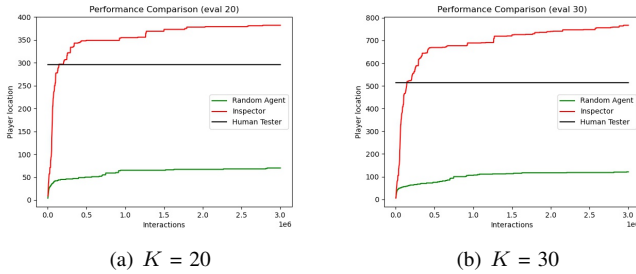 Performance Comparison (eval 20)
400
350
300
250
200
150
100
50
0
Player location
Random Agent
Inspector
Human Tester
0.0 0.5 1.0 1.5 2.0 2.5 3.0
Interactions 1e6
(a) K = 20
Performance Comparison (eval 30)
800
700
600
500
400
300
200
100
0
Player location
Random Agent
Inspector
Human Tester
0.0 0.5 1.0 1.5 2.0 2.5 3.0
Interactions 1e6
(b) K = 30